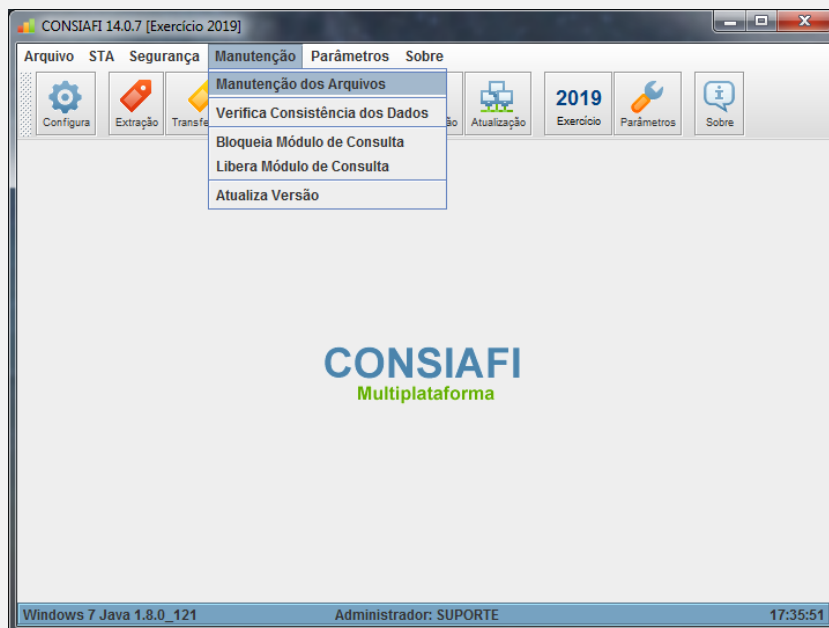 CONSIAFI 14.0.7 [Exercício 2019]
Arquivo STA Segurança Manutenção Parâmetros Sobre
Manutenção dos Arquivos
Verifica Consistência dos Dados
Bloqueia Módulo de Consulta
Libera Módulo de Consulta
Atualiza Versão
Configura Extração Atualização 2019 Exercício Parâmetros Sobre
CONSIAFI
Multiplataforma
Windows 7 Java 1.8.0_121 Administrador: SUPORTE 17:35:51